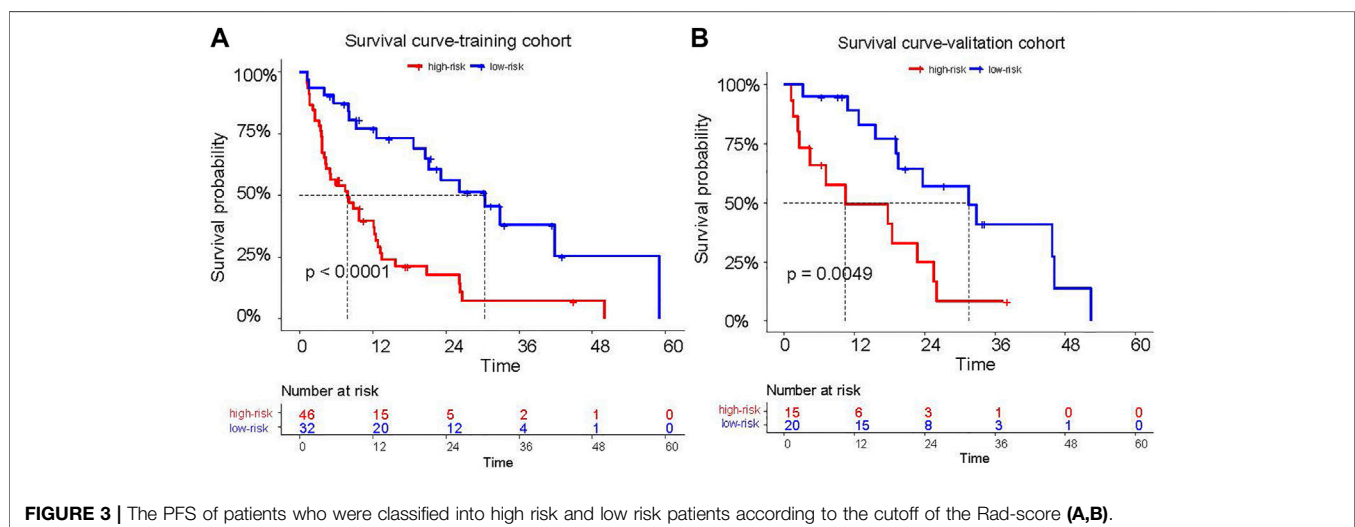 A
Survival curve-training cohort
high-risk low-risk
Survival probability
100%
75%
50%
25%
0%
p < 0.0001
0 12 24 36 48 60
Time
Number at risk
high-risk 46 15 5 2 1 0
low-risk 32 20 12 4 1 0
0 12 24 36 48 60
Time
B
Survival curve-valitation cohort
high-risk low-risk
Survival probability
100%
75%
50%
25%
0%
p = 0.0049
0 12 24 36 48 60
Time
Number at risk
high-risk 15 6 3 1 0 0
low-risk 20 15 8 3 1 0
0 12 24 36 48 60
Time
FIGURE 3 | The PFS of patients who were classified into high risk and low risk patients according to the cutoff of the Rad-score (A,B).